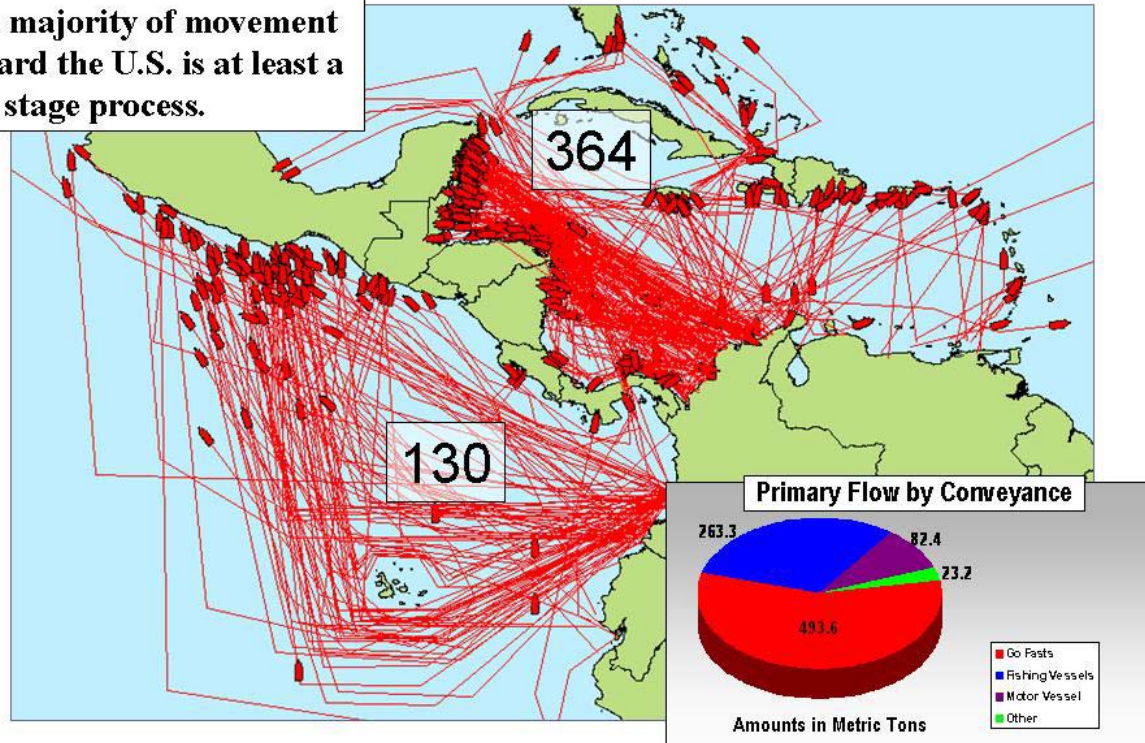 majority of movement
ard the U.S. is at least a
stage process.
364
130
Primary Flow by Conveyance
263.3
82.4
23.2
493.6
Go Fasts
Fishing Vessels
Motor Vessel
Other
Amounts in Metric Tons